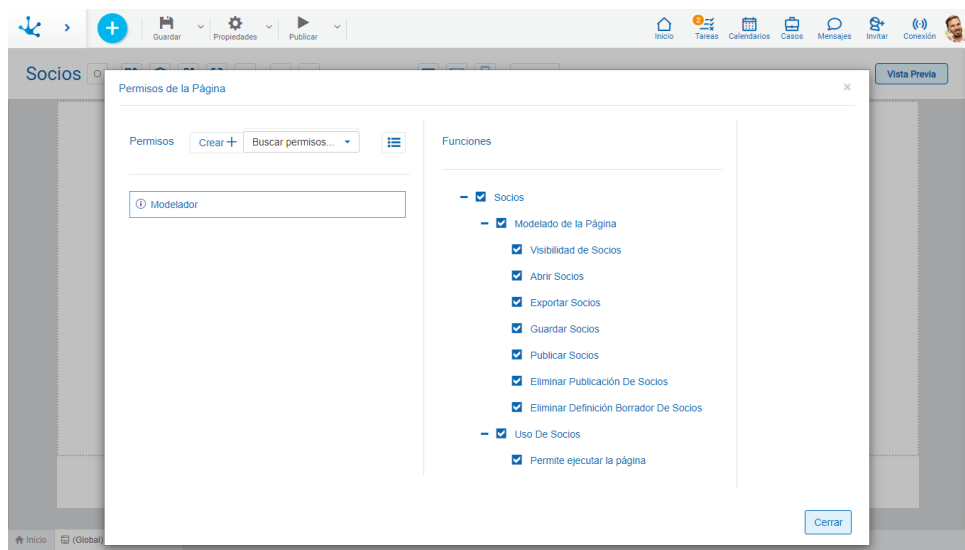 Guardar
Propiedades
Publicar
Inicio
2
Tareas
Calendarios
Casos
Mensajes
Invitar
Conexión
Socios
Vista Previa
Permisos de la Página
×
Permisos
Crear +
Buscar permisos...
Funciones
Modelador
Socios
Modelado de la Página
Visibilidad de Socios
Abrir Socios
Exportar Socios
Guardar Socios
Publicar Socios
Eliminar Publicación De Socios
Eliminar Definición Borrador De Socios
Uso De Socios
Permite ejecutar la página
Cerrar
Inicio
(Global)